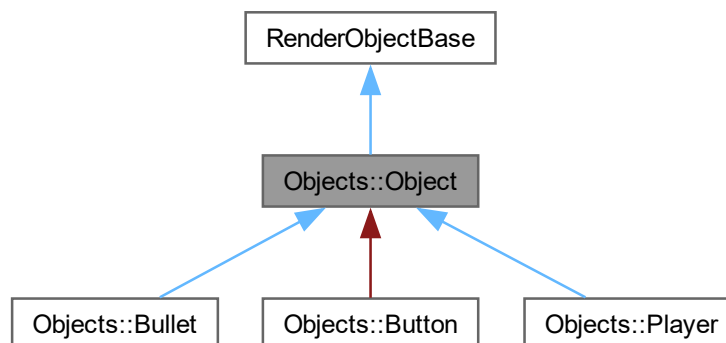 RenderObjectBase
Objects::Object
Objects::Bullet
Objects::Button
Objects::Player